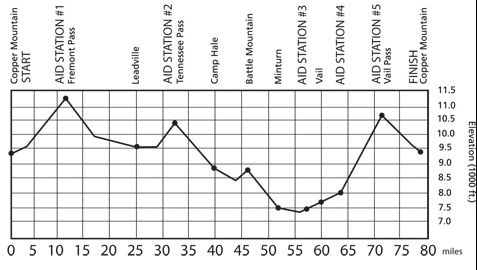 Copper Mountain
START
AID STATION #1
Fremont Pass
Leadville
AID STATION #2
Tennessee Pass
Camp Hale
Battle Mountain
Minturn
AID STATION #3
Vail
AID STATION #4
AID STATION #5
Vail Pass
FINISH
Copper Mountain
11.5
11.0
10.5
10.0
9.5
9.0
8.5
8.0
7.5
7.0
Elevation (1000 ft.)
0 5 10 15 25 30 35 40 45 50 55 60 65 70 75 80 miles